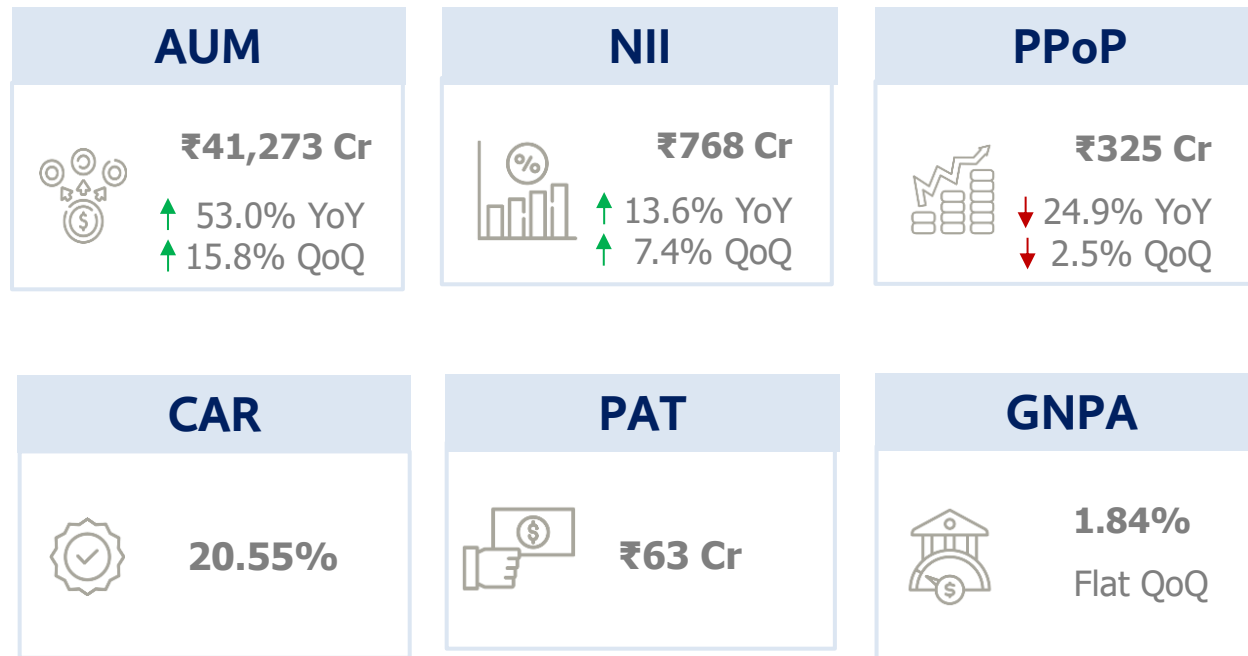 AUM
₹41,273 Cr
53.0% YoY
15.8% QoQ
NII
%
₹768 Cr
13.6% YoY
7.4% QoQ
PPoP
₹325 Cr
24.9% YoY
2.5% QoQ
CAR
20.55%
PAT
₹63 Cr
GNPA
1.84%
Flat QoQ